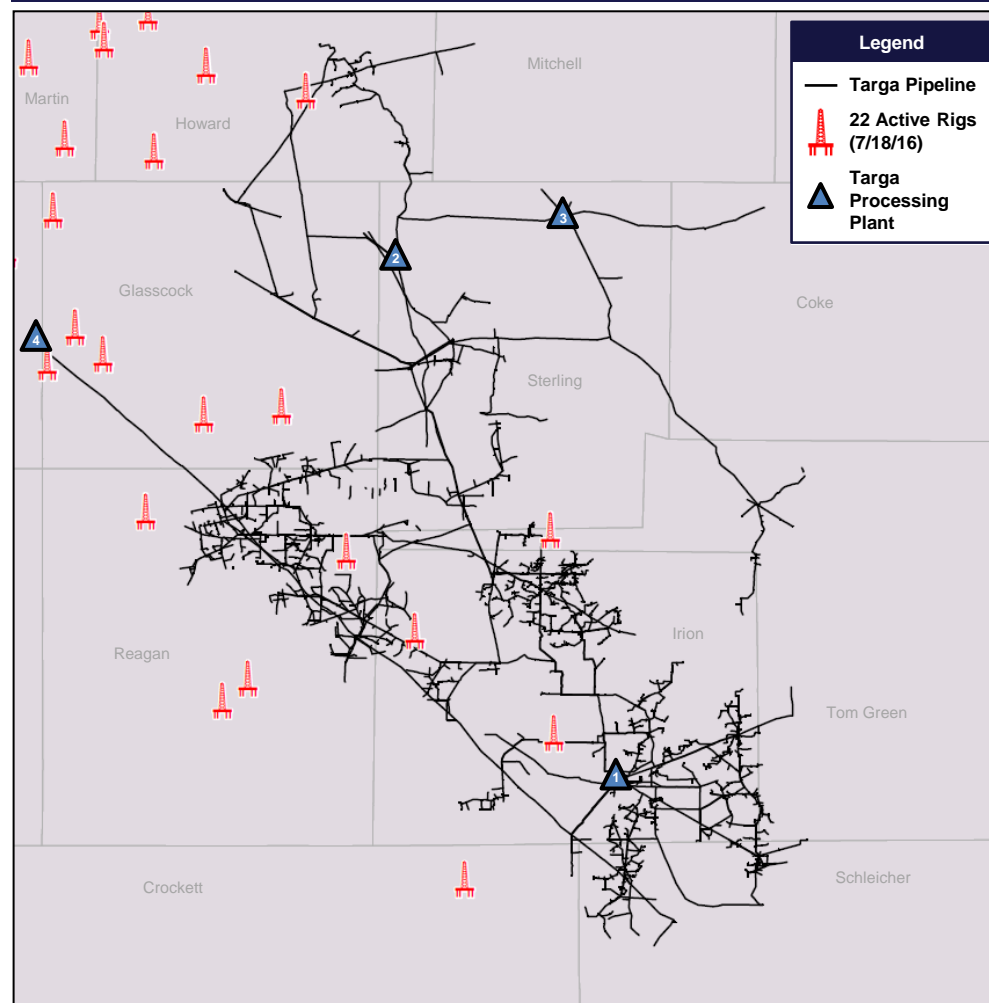 Legend
Targa Pipeline
22 Active Rigs
(7/18/16)
Targa
Processing
Plant
Mitchell
Martin
Howard
3
2
Glasscock
Coke
4
Sterling
Irion
Reagan
Tom Green
1
Crockett
Schleicher